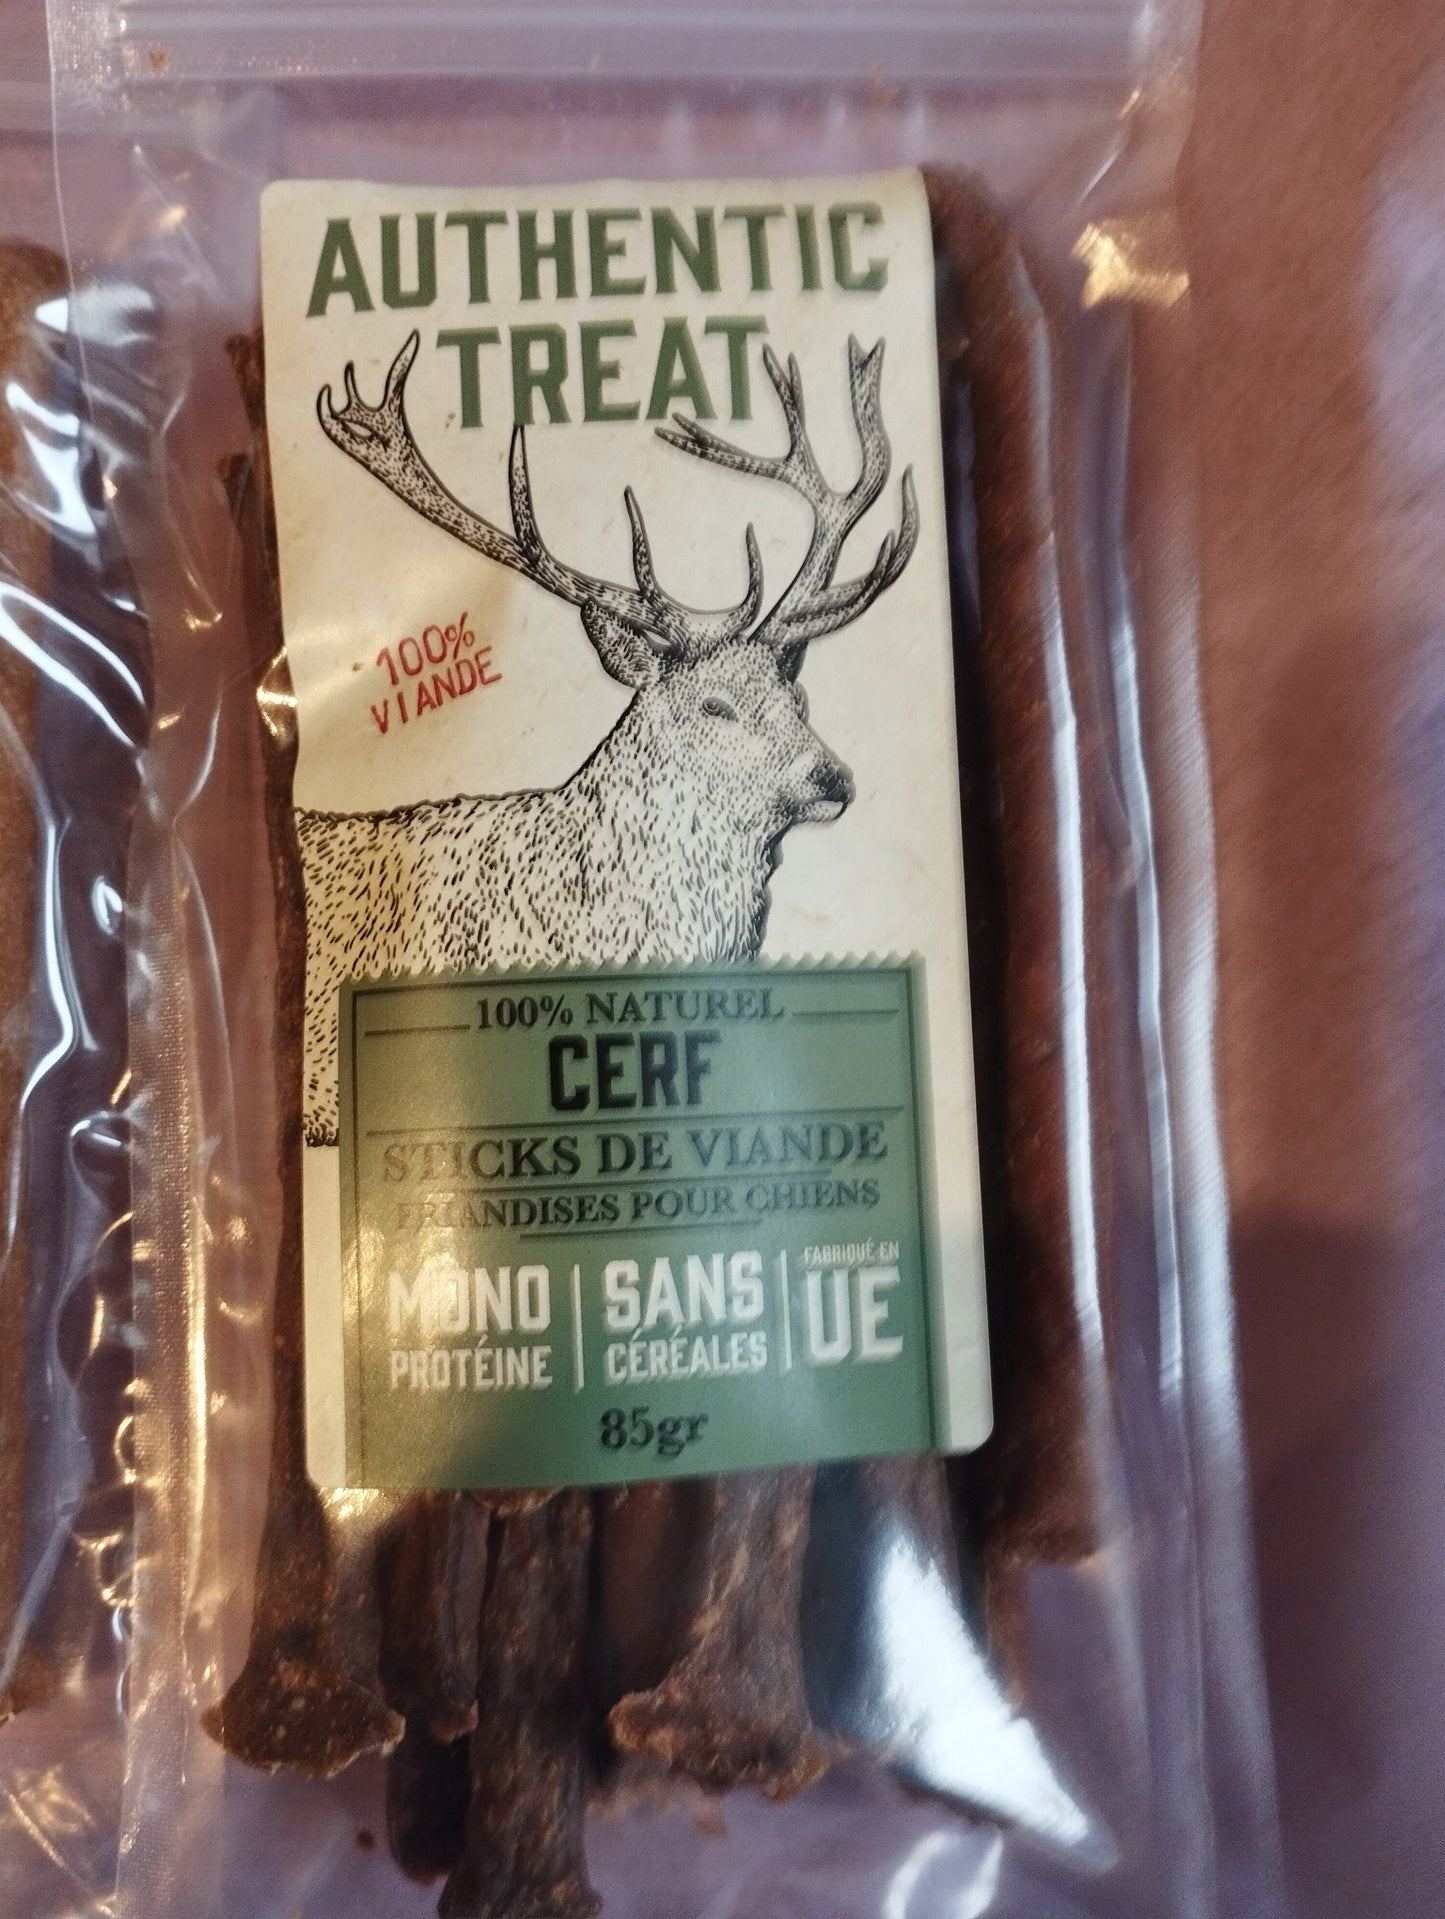 AUTHENTIC
TREAT
100%
VIANDE
100% NATUREL
CERF
STICKS DE VIANDE
FRIANDISES POUR CHIENS
MONO
PROTÉINE
SANS
CÉRÉALES
FABRIQUÉ EN
UE
85gr